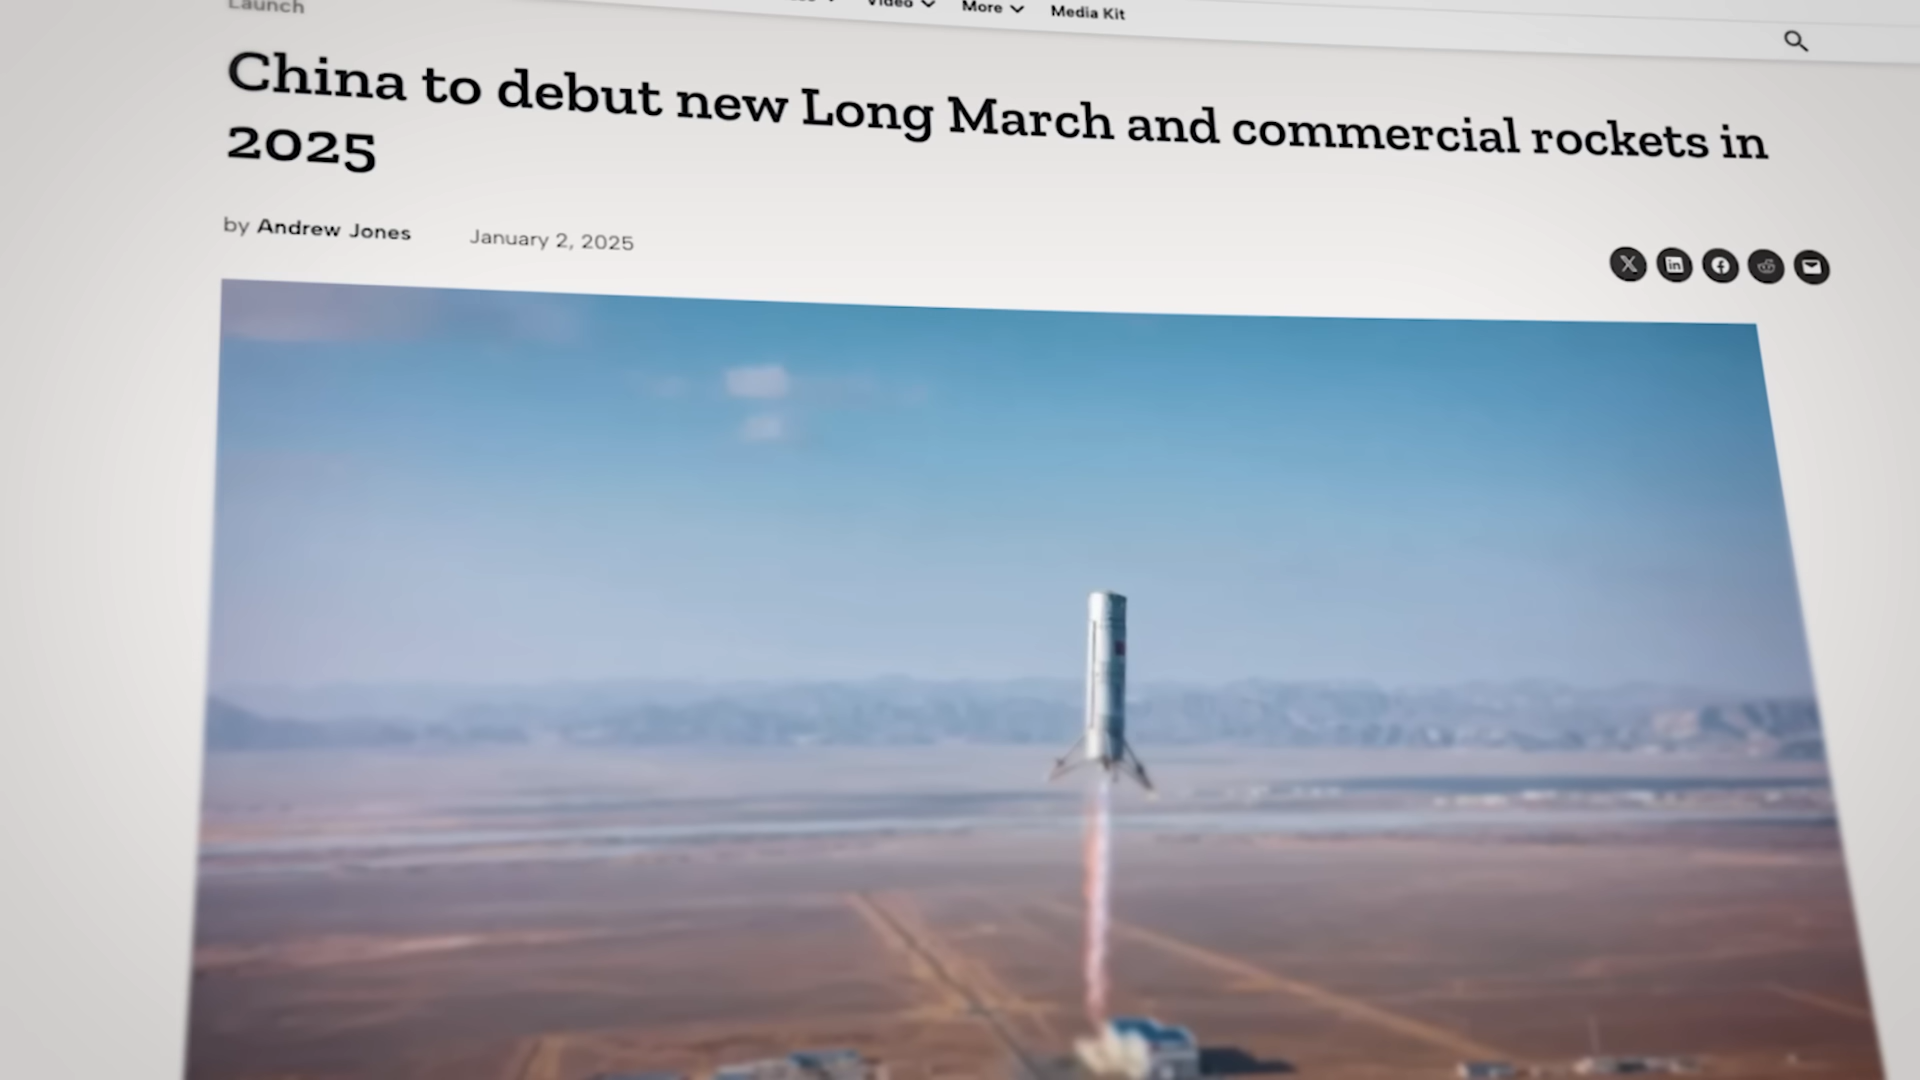 Video More Media Kit
Launch
China to debut new Long March and commercial rockets in
2025
by Andrew Jones January 2, 2025